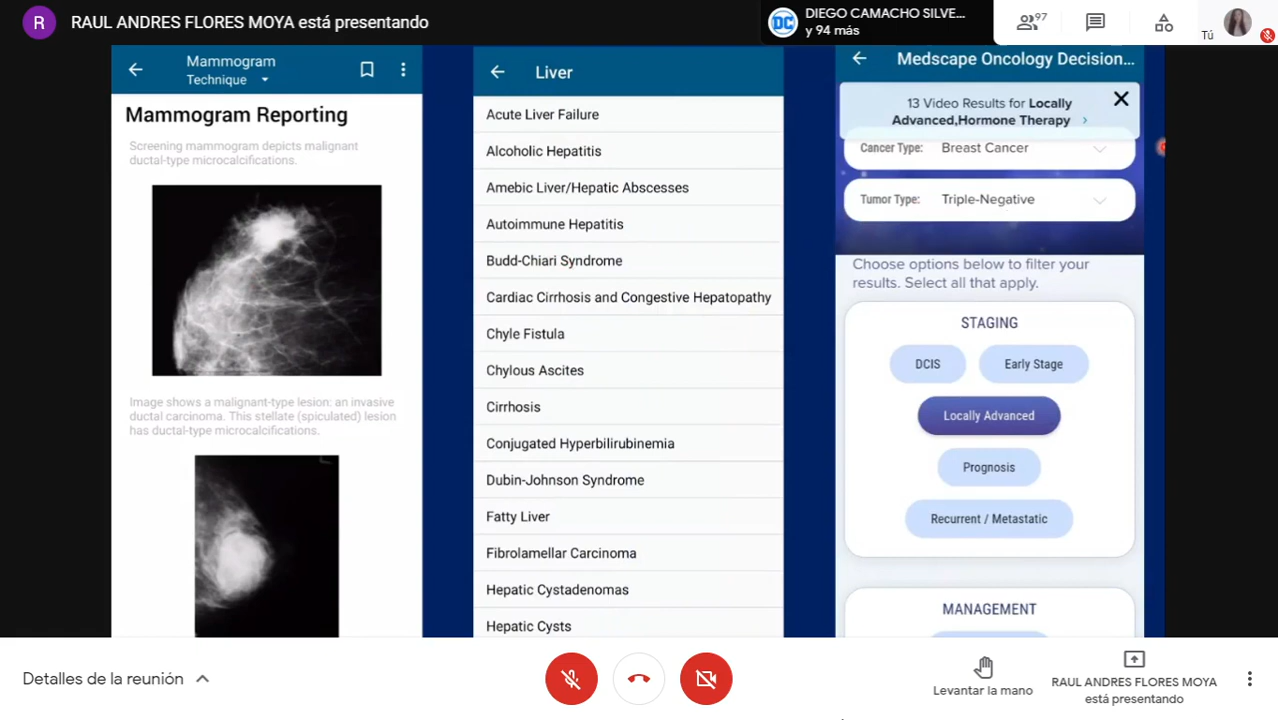 R
RAUL ANDRES FLORES MOYA está presentando
DC
DIEGO CAMACHO SILVE...
y 94 más
97
Tú
Mammogram
Technique
Mammogram Reporting
Screening mammogram depicts malignant
ductal-type microcalcifications.
Image shows a malignant-type lesion: an invasive
ductal carcinoma. This stellate (spiculated) lesion
has ductal-type microcalcifications.
Liver
Acute Liver Failure
Alcoholic Hepatitis
Amebic Liver/Hepatic Abscesses
Autoimmune Hepatitis
Budd-Chiari Syndrome
Cardiac Cirrhosis and Congestive Hepatopathy
Chyle Fistula
Chylous Ascites
Cirrhosis
Conjugated Hyperbilirubinemia
Dubin-Johnson Syndrome
Fatty Liver
Fibrolamellar Carcinoma
Hepatic Cystadenomas
Hepatic Cysts
Medscape Oncology Decision...
13 Video Results for Locally
Advanced,Hormone Therapy
Cancer Type: Breast Cancer
Tumor Type: Triple-Negative
Choose options below to filter your
results. Select all that apply.
STAGING
DCIS
Early Stage
Locally Advanced
Prognosis
Recurrent / Metastatic
MANAGEMENT
Detalles de la reunión
Levantar la mano
RAUL ANDRES FLORES MOYA
está presentando